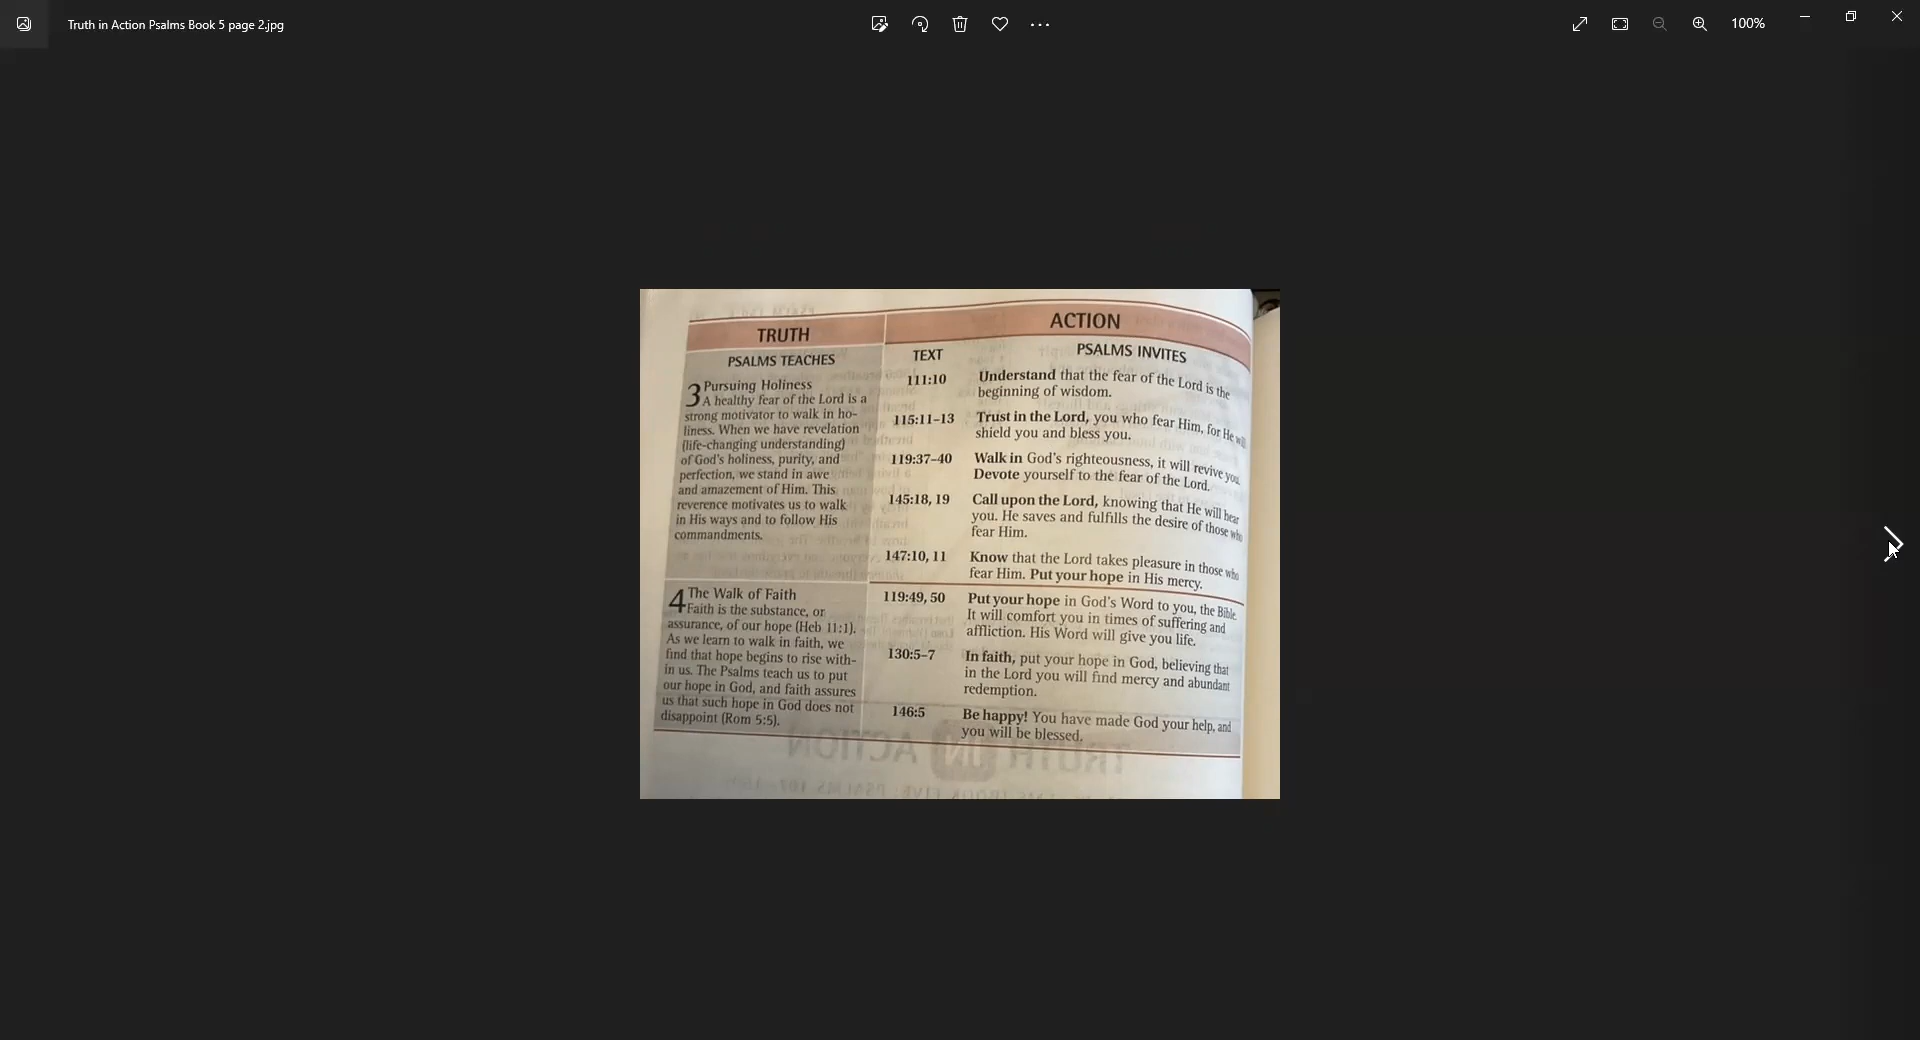 Truth in Action Psalms Book 5 page 2.jpg
100%
TRUTH
ACTION
PSALMS TEACHES
TEXT
PSALMS INVITES
3 Pursuing Holiness
A healthy fear of the Lord is a
strong motivator to walk in ho-
liness. When we have revelation
(life-changing understanding)
of God's holiness, purity, and
perfection, we stand in awe
and amazement of Him. This
reverence motivates us to walk
in His ways and to follow His
commandments.
111:10
Understand that the fear of the Lord is the
beginning of wisdom.
115:11–13
Trust in the Lord, you who fear Him, for He will
shield you and bless you.
119:37–40
Walk in God's righteousness, it will revive you.
Devote yourself to the fear of the Lord.
145:18, 19
Call upon the Lord, knowing that He will hear
you. He saves and fulfills the desire of those who
fear Him.
147:10, 11
Know that the Lord takes pleasure in those who
fear Him. Put your hope in His mercy.
4 The Walk of Faith
Faith is the substance, or
assurance, of our hope (Heb 11:1).
As we learn to walk in faith, we
find that hope begins to rise with-
in us. The Psalms teach us to put
our hope in God, and faith assures
us that such hope in God does not
disappoint (Rom 5:5).
119:49, 50
Put your hope in God's Word to you, the Bible.
It will comfort you in times of suffering and
affliction. His Word will give you life.
130:5–7
In faith, put your hope in God, believing that
in the Lord you will find mercy and abundant
redemption.
146:5
Be happy! You have made God your help, and
you will be blessed.
TRUTH IN ACTION